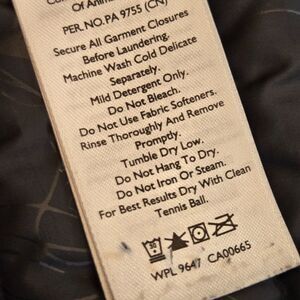 Of Animal
PER. NO. PA 9755 (CN)
Secure All Garment Closures
Before Laundering.
Machine Wash Cold Delicate
Separately.
Mild Detergent Only.
Do Not Bleach.
Do Not Use Fabric Softeners.
Rinse Thoroughly And Remove
Promptly.
Tumble Dry Low.
Do Not Hang To Dry.
Do Not Iron Or Steam.
For Best Results Dry With Clean
Tennis Ball.
WPL 9647 CA00665